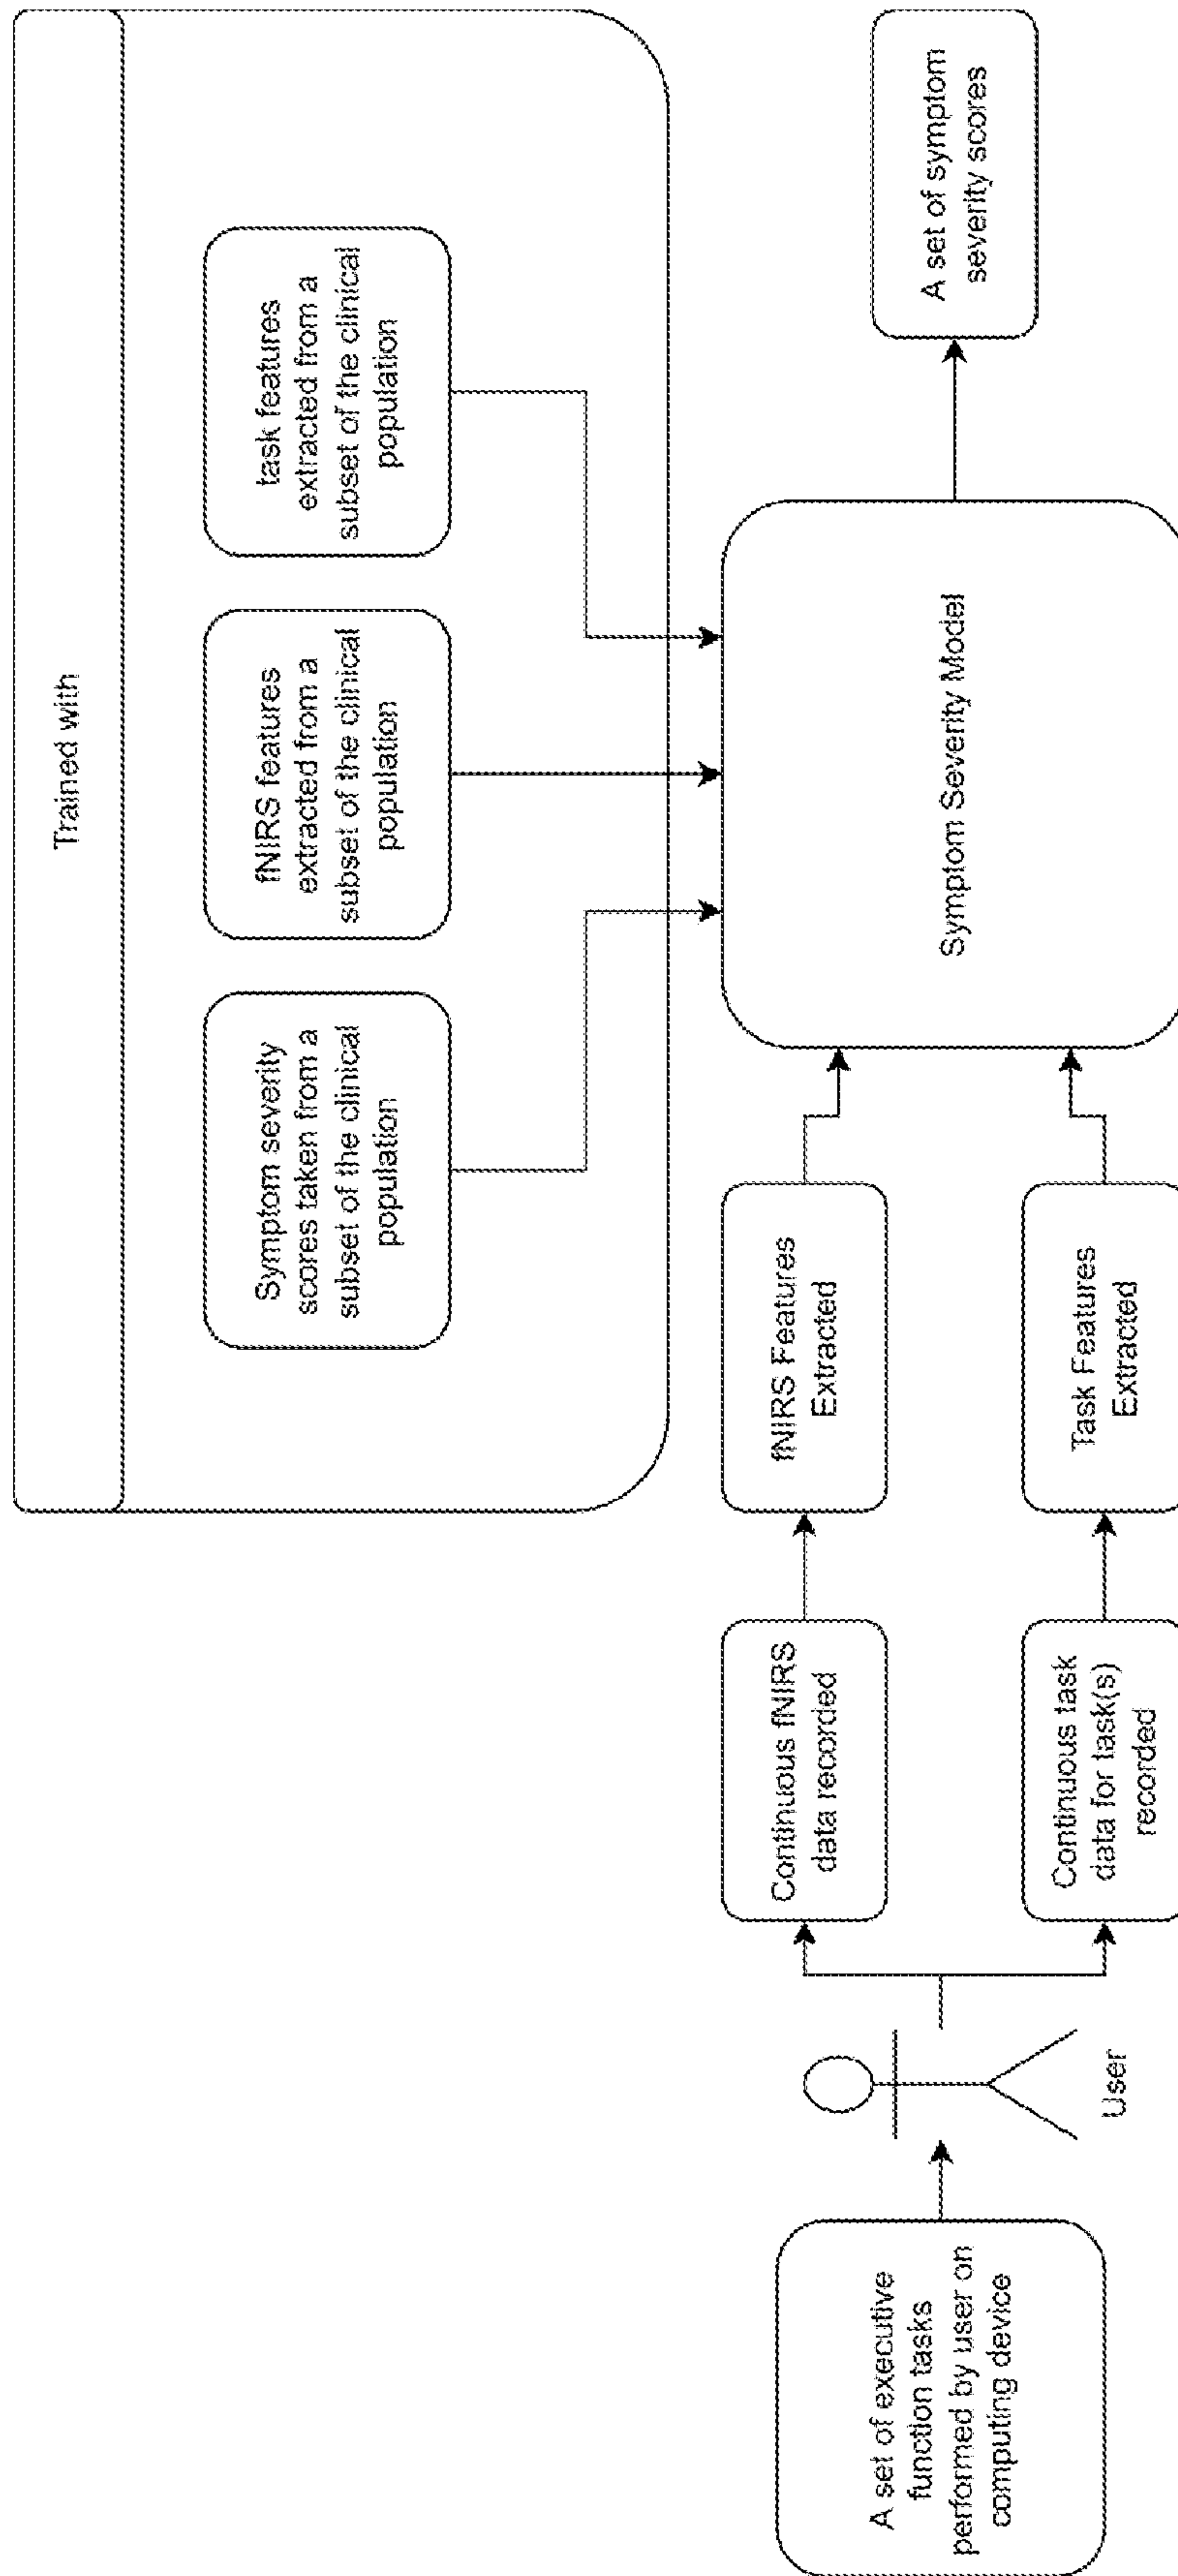 Trained with
Symptom severity
scores taken from a
subset of the clinical
population
fNIRS features
extracted from a
subset of the clinical
population
task features
extracted from a
subset of the clinical
population
A set of executive
function tasks
performed by user on
computing device
User
Continuous fNIRS
data recorded
Continuous task
data for task(s)
recorded
fNIRS Features
Extracted
Task Features
Extracted
Symptom Severity Model
A set of symptom
severity scores